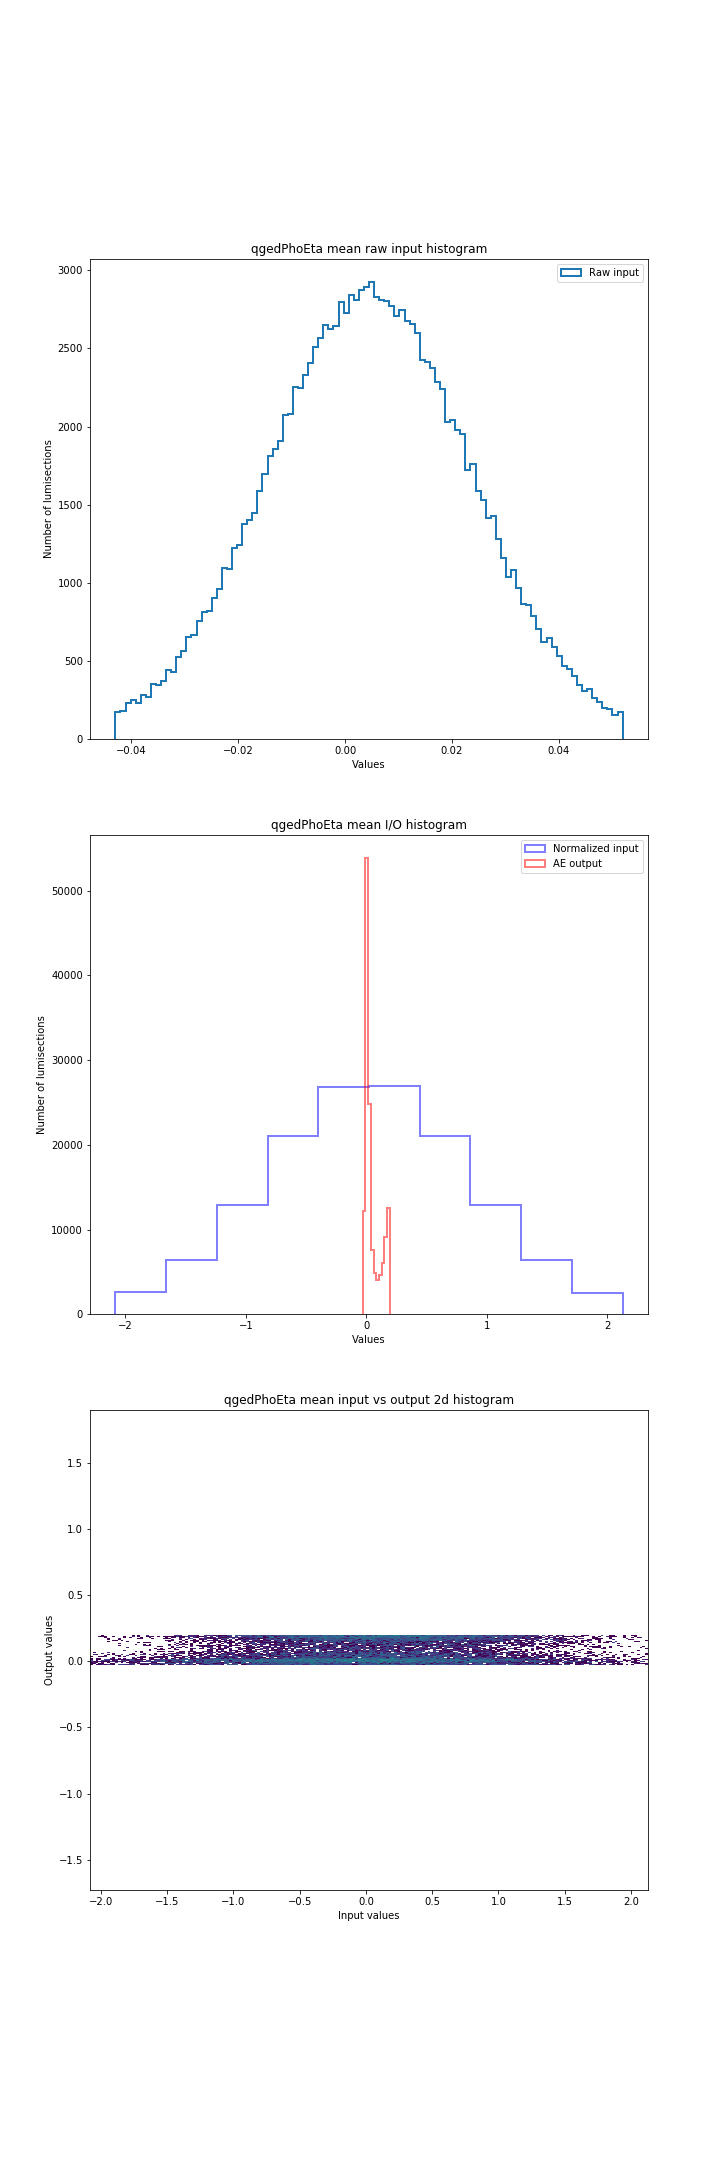 qgedPhoEta mean raw input histogram
3000
2500
2000
1500
1000
500
0
Number of lumisections
Raw input
−0.04 −0.02 0.00 0.02 0.04
Values
qgedPhoEta mean I/O histogram
50000
40000
30000
20000
10000
0
Number of lumisections
Normalized input
AE output
−2 −1 0 1 2
Values
qgedPhoEta mean input vs output 2d histogram
1.5
1.0
0.5
0.0
−0.5
−1.0
−1.5
Output values
−2.0 −1.5 −1.0 −0.5 0.0 0.5 1.0 1.5 2.0
Input values